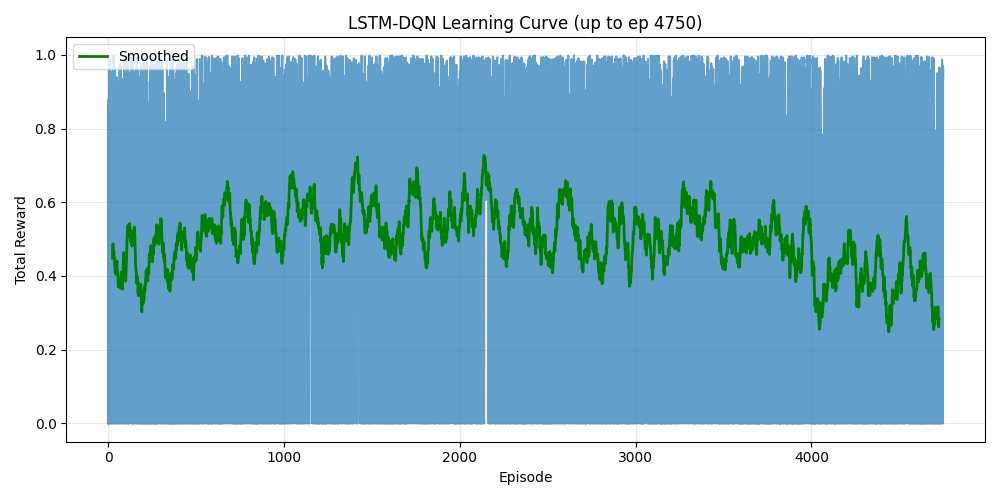 LSTM-DQN Learning Curve (up to ep 4750)
Smoothed
Total Reward
1.0
0.8
0.6
0.4
0.2
0.0
0 1000 2000 3000 4000
Episode